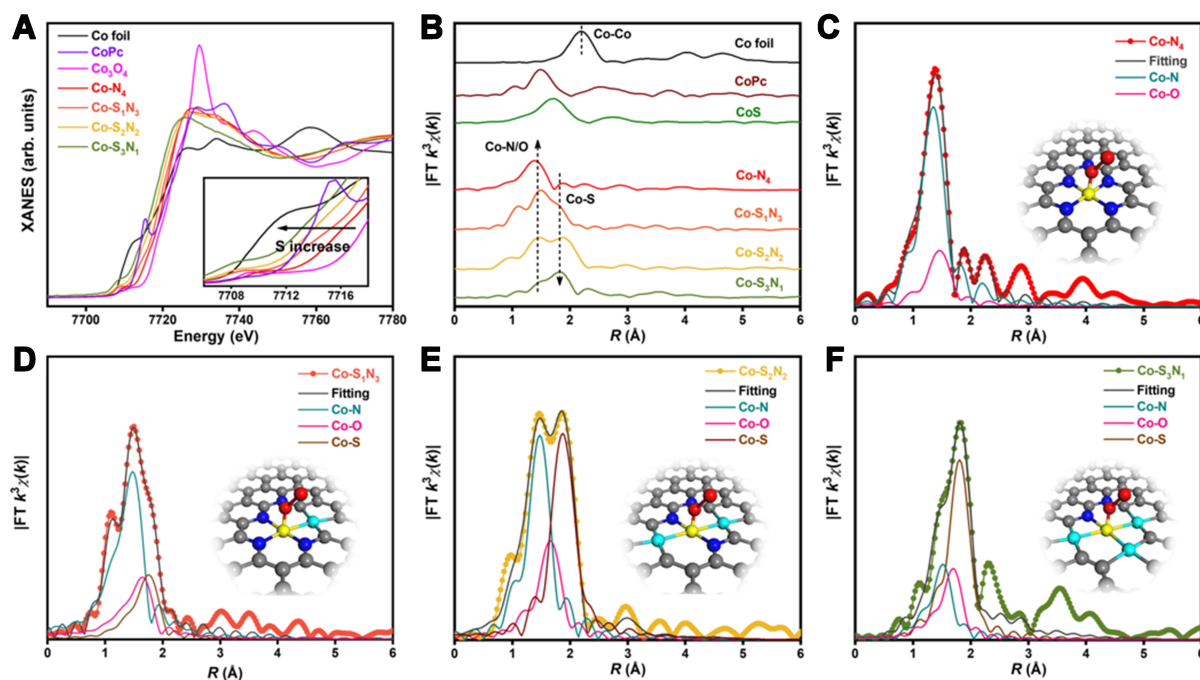 A
XANES (arb. units)
Co foil
CoPc
Co₃O₄
Co-N₄
Co-S₁N₃
Co-S₂N₂
Co-S₃N₁
S increase
7708 7712 7716
7700 7720 7740 7760 7780
Energy (eV)
B
|FT k³χ(k)|
Co-Co
Co foil
CoPc
CoS
Co-N/O
Co-N₄
Co-S
Co-S₁N₃
Co-S₂N₂
Co-S₃N₁
0 1 2 3 4 5 6
R (Å)
C
|FT k³χ(k)|
Co-N₄
Fitting
Co-N
Co-O
0 1 2 3 4 5 6
R (Å)
D
|FT k³χ(k)|
Co-S₁N₃
Fitting
Co-N
Co-O
Co-S
0 1 2 3 4 5 6
R (Å)
E
|FT k³χ(k)|
Co-S₂N₂
Fitting
Co-N
Co-O
Co-S
0 1 2 3 4 5 6
R (Å)
F
|FT k³χ(k)|
Co-S₃N₁
Fitting
Co-N
Co-O
Co-S
0 1 2 3 4 5 6
R (Å)